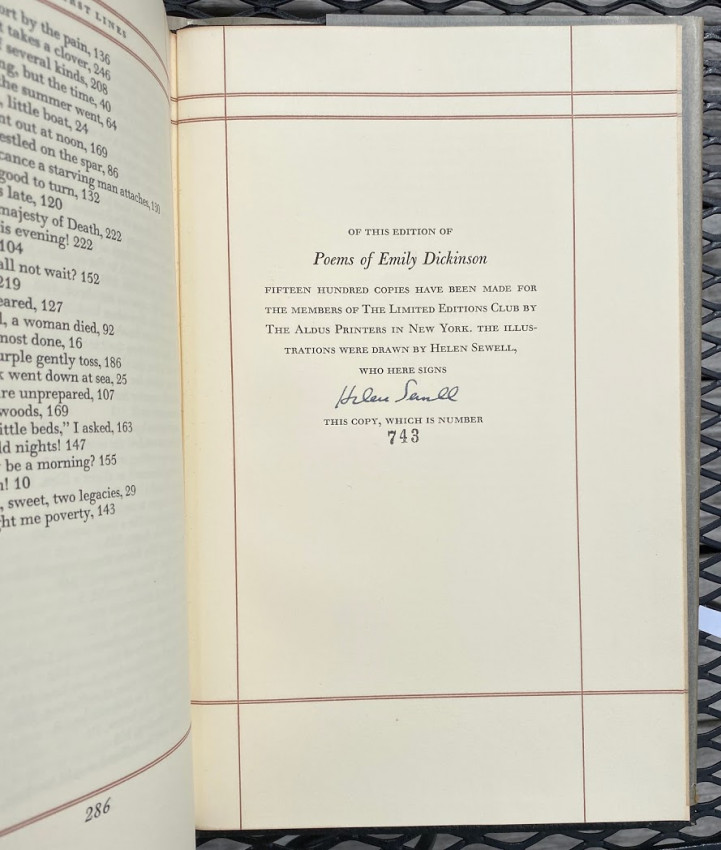 RST LINES
ort by the pain, 136
t takes a clover, 246
f several kinds, 208
ng, but the time, 40
the summer went, 64
, little boat, 24
nt out at noon, 169
estled on the spar, 86
cance a starving man attaches, 130
good to turn, 132
s late, 120
majesty of Death, 222
is evening! 222
104
all not wait? 152
219
eared, 127
l, a woman died, 92
most done, 16
urple gently toss, 186
k went down at sea, 25
re unprepared, 107
woods, 169
ittle beds," I asked, 163
ld nights! 147
be a morning? 155
n! 10
, sweet, two legacies, 29
ght me poverty, 143
286
OF THIS EDITION OF
Poems of Emily Dickinson
FIFTEEN HUNDRED COPIES HAVE BEEN MADE FOR
THE MEMBERS OF THE LIMITED EDITIONS CLUB BY
THE ALDUS PRINTERS IN NEW YORK. THE ILLUS-
TRATIONS WERE DRAWN BY HELEN SEWELL,
WHO HERE SIGNS
Helen Sewell
THIS COPY, WHICH IS NUMBER
743